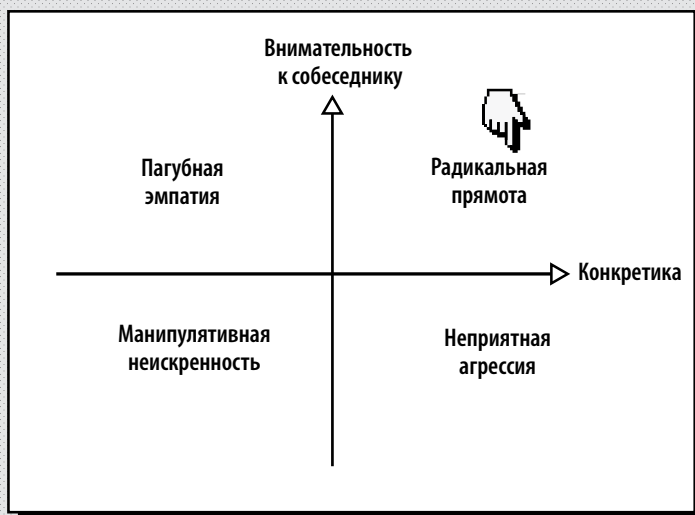 Внимательность
к собеседнику
Пагубная
эмпатия
Радикальная
прямота
Конкретика
Манипулятивная
неискренность
Неприятная
агрессия